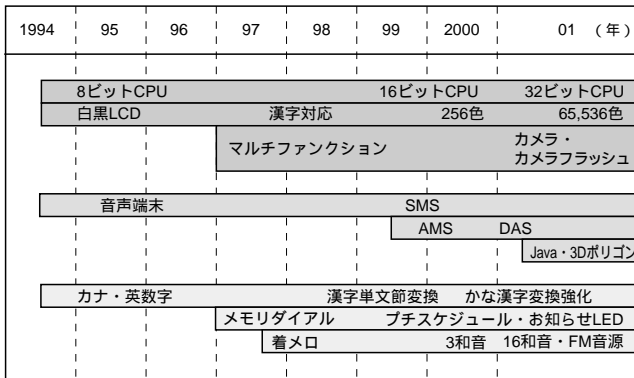 1994 95 96 97 98 99 2000 01 （年）
8ビットCPU 16ビットCPU 32ビットCPU
白黒LCD 漢字対応 256色 65,536色
マルチファンクション カメラ・
カメラフラッシュ
音声端末 SMS
AMS DAS
Java・3Dポリゴン
カナ・英数字 漢字単文節変換 かな漢字変換強化
メモリダイアル プチスケジュール・お知らせLED
着メロ 3和音 16和音・FM音源